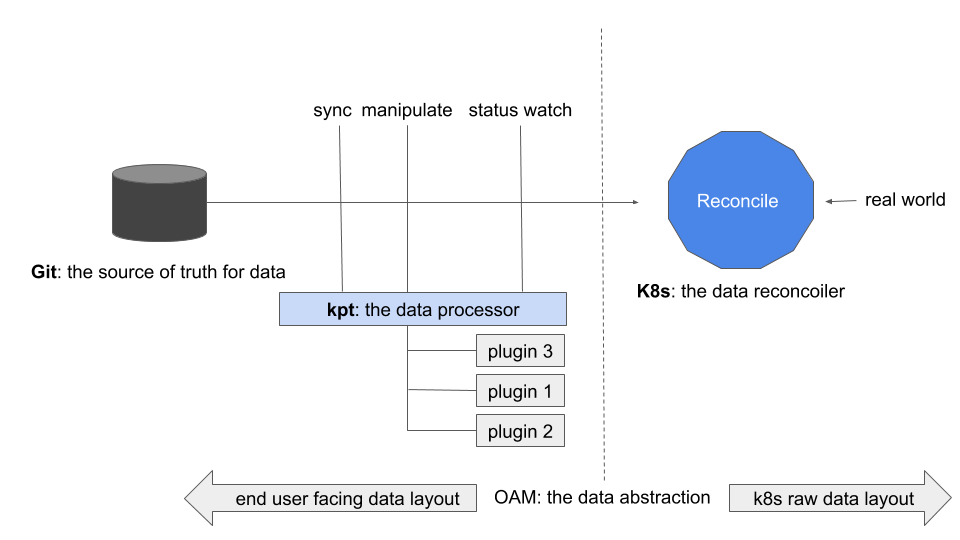 sync manipulate status watch
Reconcile
real world
Git: the source of truth for data
K8s: the data reconcoiler
kpt: the data processor
plugin 3
plugin 1
plugin 2
end user facing data layout
OAM: the data abstraction
k8s raw data layout